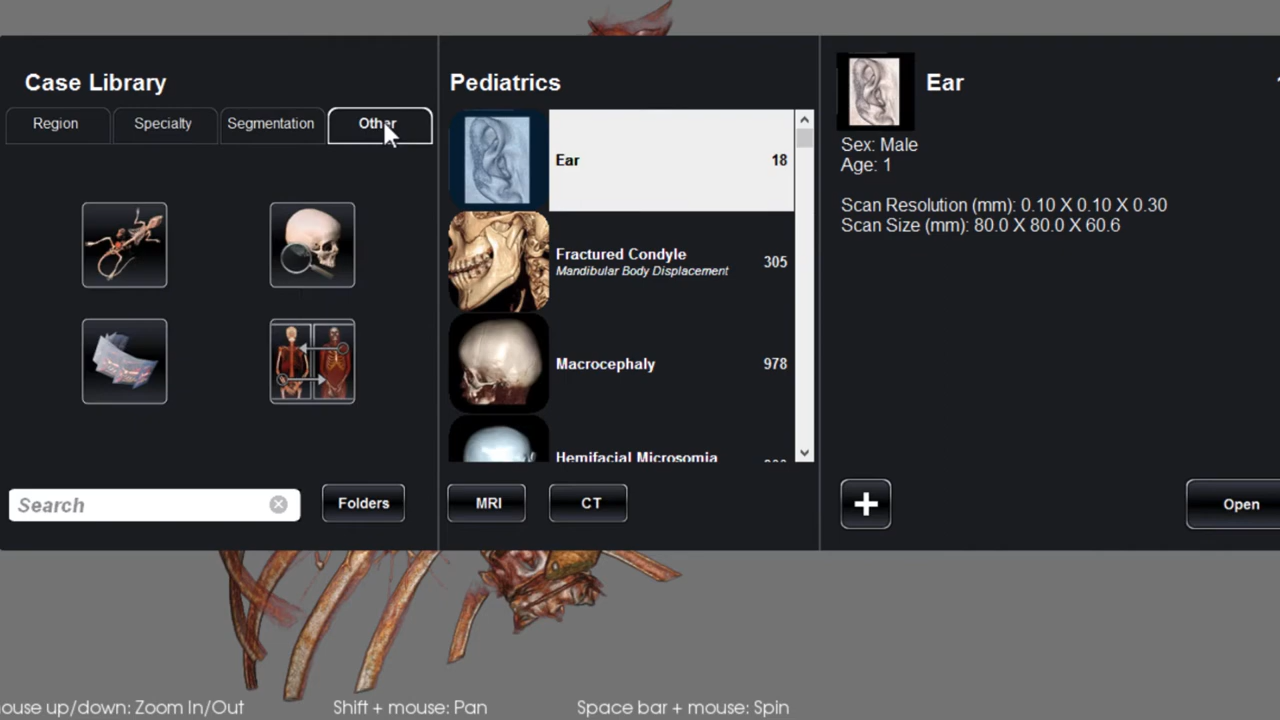 Case Library
Region
Specialty
Segmentation
Other
Search
Folders
Pediatrics
Ear
18
Fractured Condyle
Mandibular Body Displacement
305
Macrocephaly
978
Hemifacial Microsomia
MRI
CT
Ear
Sex: Male
Age: 1
Scan Resolution (mm): 0.10 X 0.10 X 0.30
Scan Size (mm): 80.0 X 80.0 X 60.6
Open
ouse up/down: Zoom In/Out
Shift + mouse: Pan
Space bar + mouse: Spin